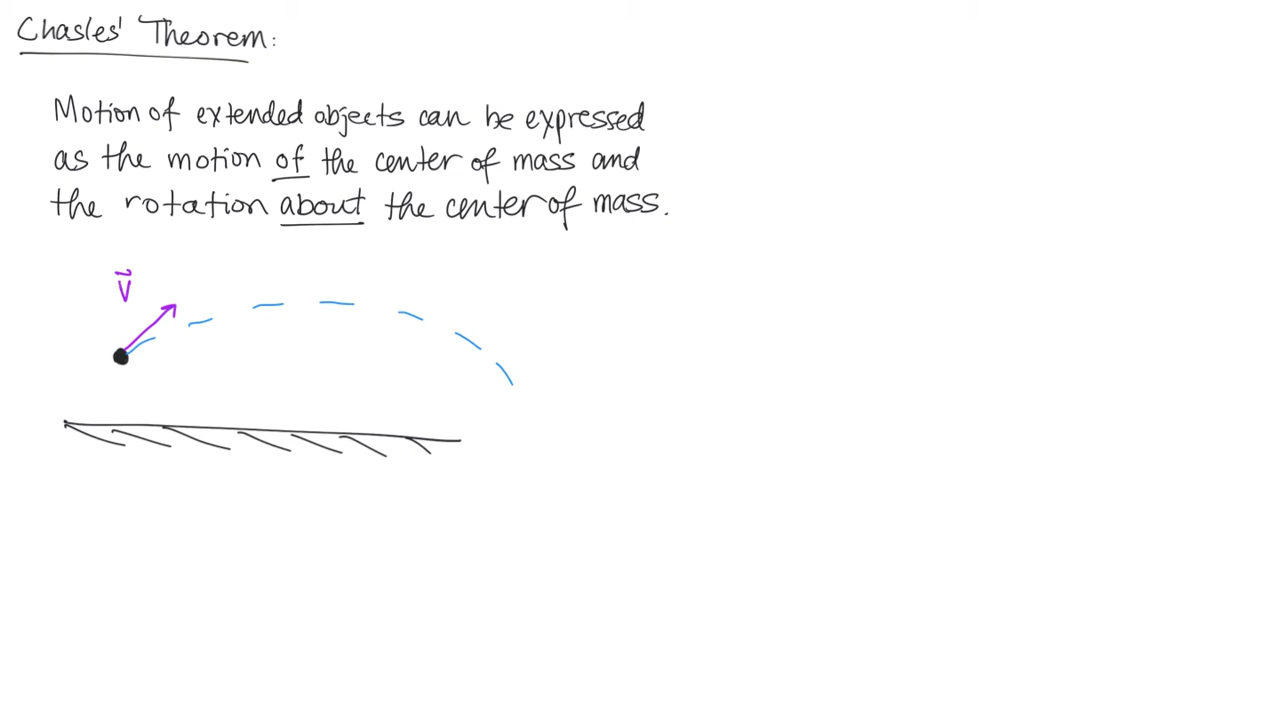 Chasles' Theorem:
Motion of extended objects can be expressed
as the motion of the center of mass and
the rotation about the center of mass.
v⃗